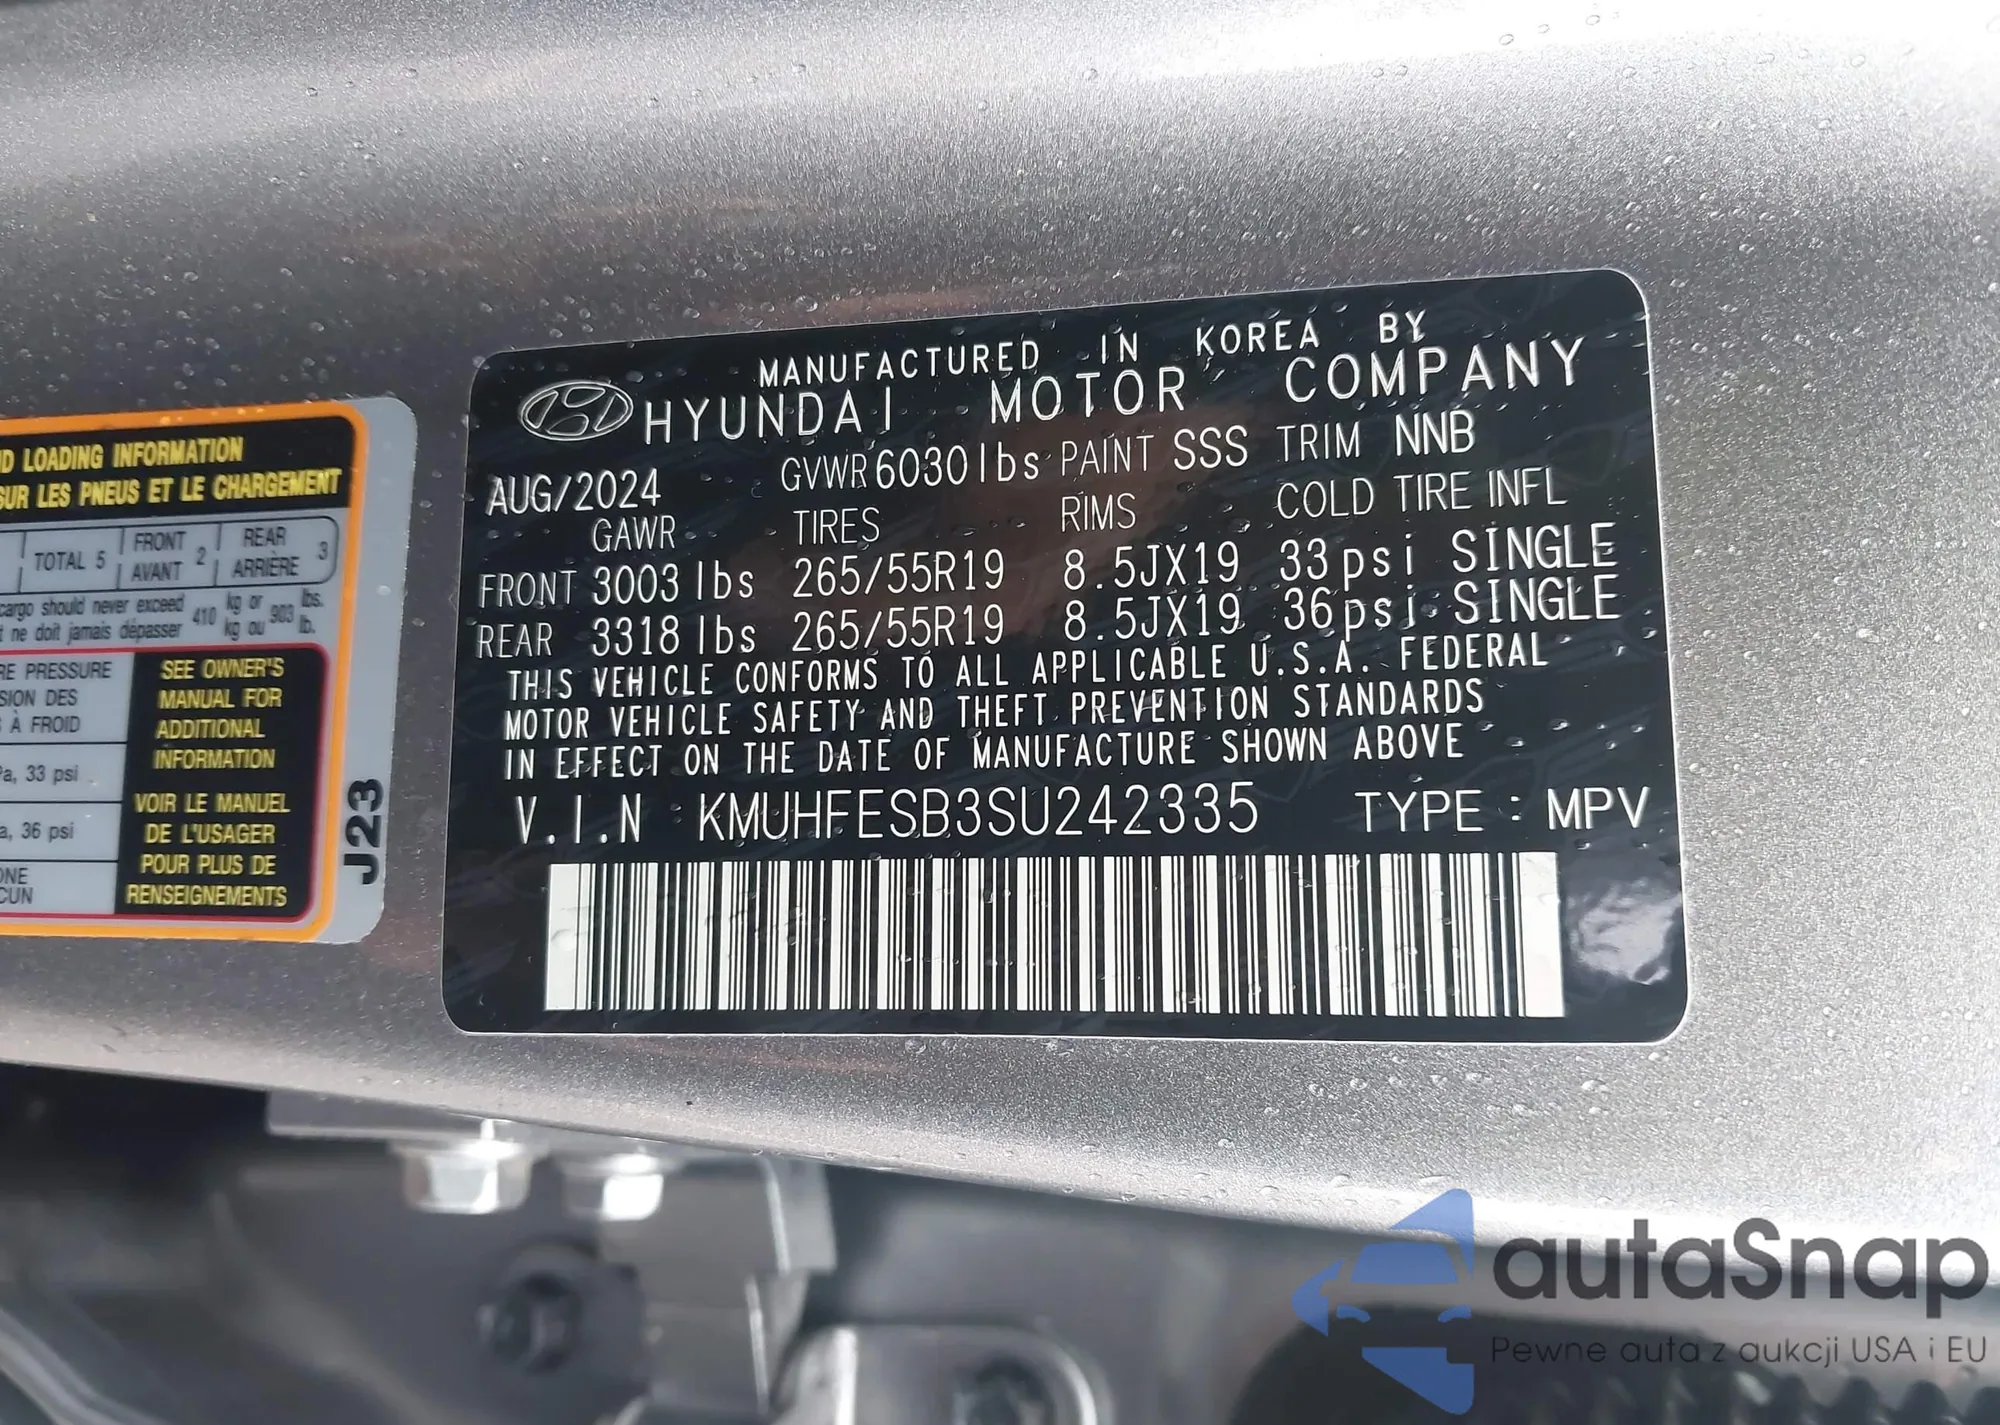 MANUFACTURED IN KOREA BY
HYUNDAI MOTOR COMPANY
AUG/2024 GVWR 6030 lbs PAINT SSS TRIM NNB
GAWR TIRES RIMS COLD TIRE INFL
FRONT 3003 lbs 265/55R19 8.5JX19 33psi SINGLE
REAR 3318 lbs 265/55R19 8.5JX19 36psi SINGLE
THIS VEHICLE CONFORMS TO ALL APPLICABLE U.S.A. FEDERAL
MOTOR VEHICLE SAFETY AND THEFT PREVENTION STANDARDS
IN EFFECT ON THE DATE OF MANUFACTURE SHOWN ABOVE
V.I.N KMUHFESB3SU242335 TYPE : MPV
LOADING INFORMATION
SUR LES PNEUS ET LE CHARGEMENT
TOTAL 5 FRONT AVANT 2 REAR ARRIÈRE 3
cargo should never exceed 410 kg or 903 lbs.
ne doit jamais dépasser kg ou lb.
PRESSURE
DES
À FROID
33 psi
36 psi
SEE OWNER'S
MANUAL FOR
ADDITIONAL
INFORMATION
VOIR LE MANUEL
DE L'USAGER
POUR PLUS DE
RENSEIGNEMENTS
J23
autaSnap
Pewne auta z aukcji USA i EU